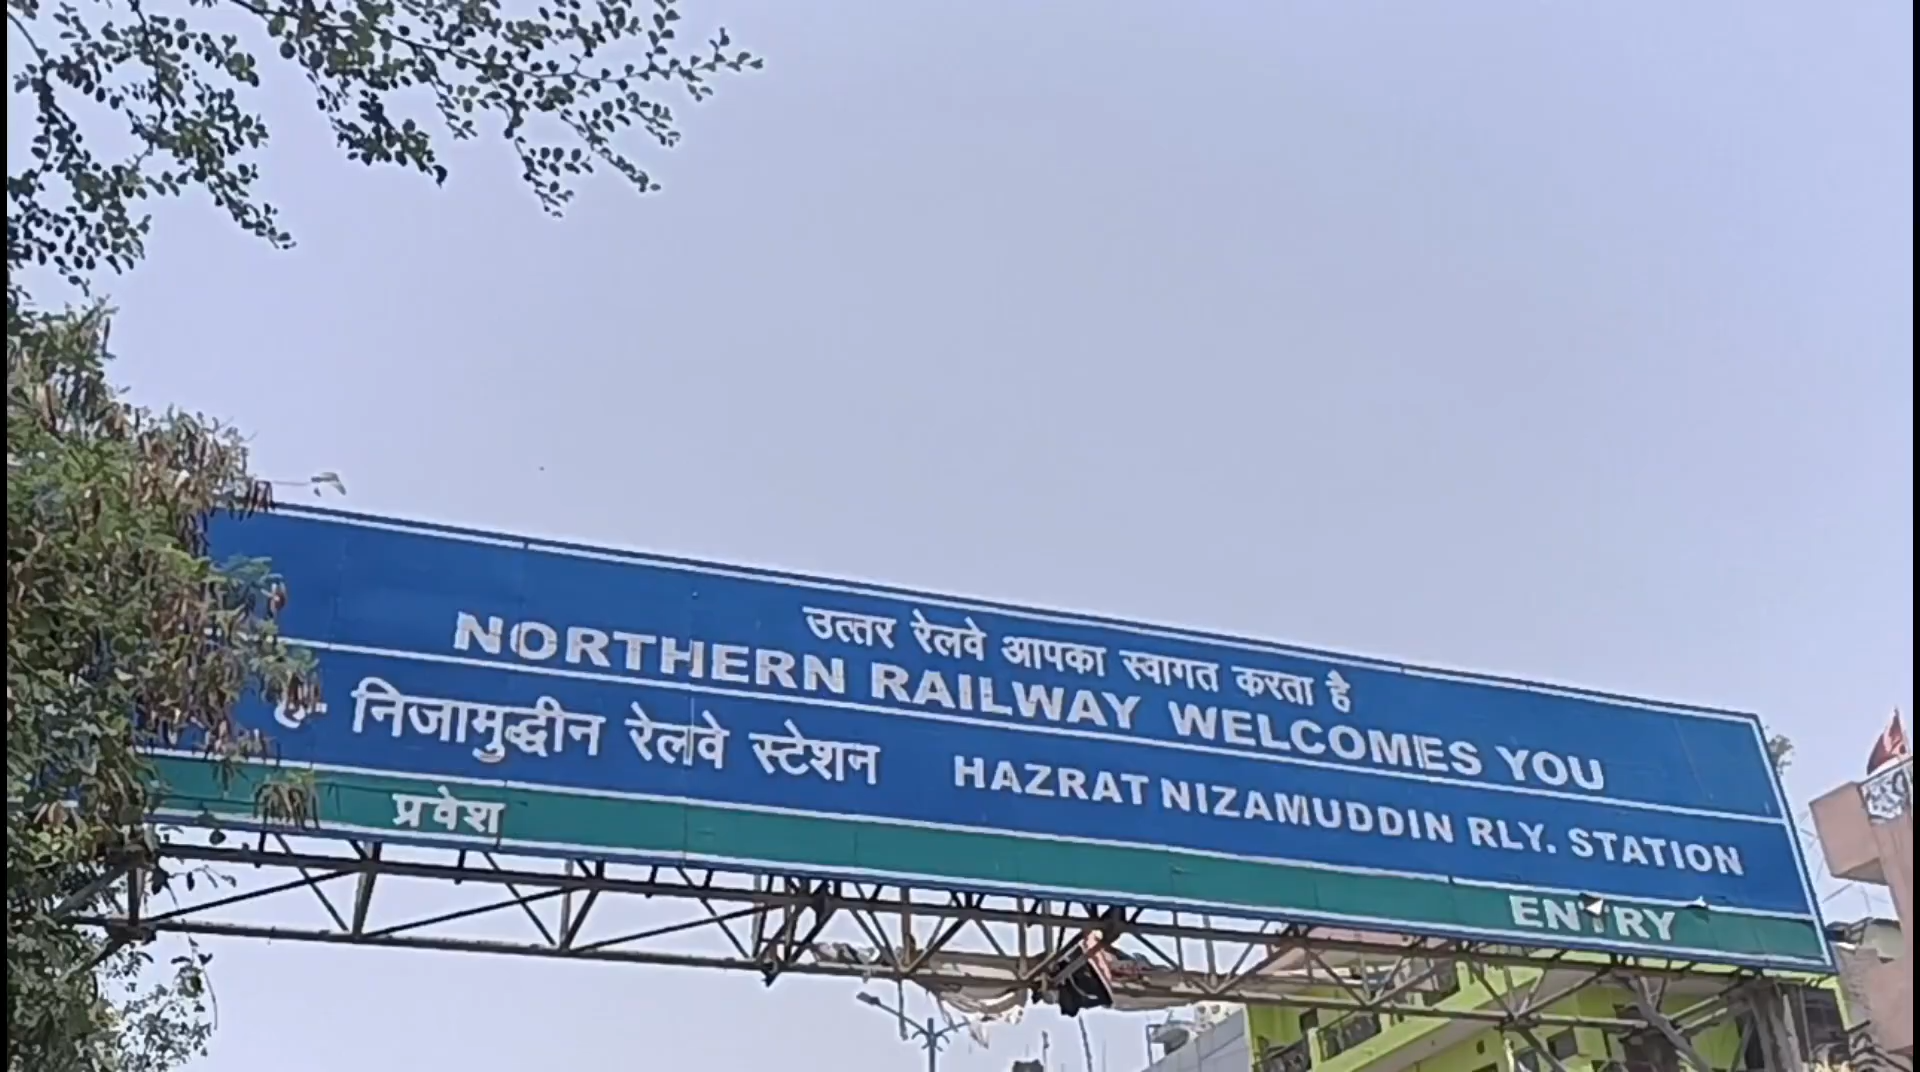 उत्तर रेलवे आपका स्वागत करता है
NORTHERN RAILWAY WELCOMES YOU
ह- निजामुद्धीन रेलवे स्टेशन HAZRAT NIZAMUDDIN RLY. STATION
प्रवेश ENTRY